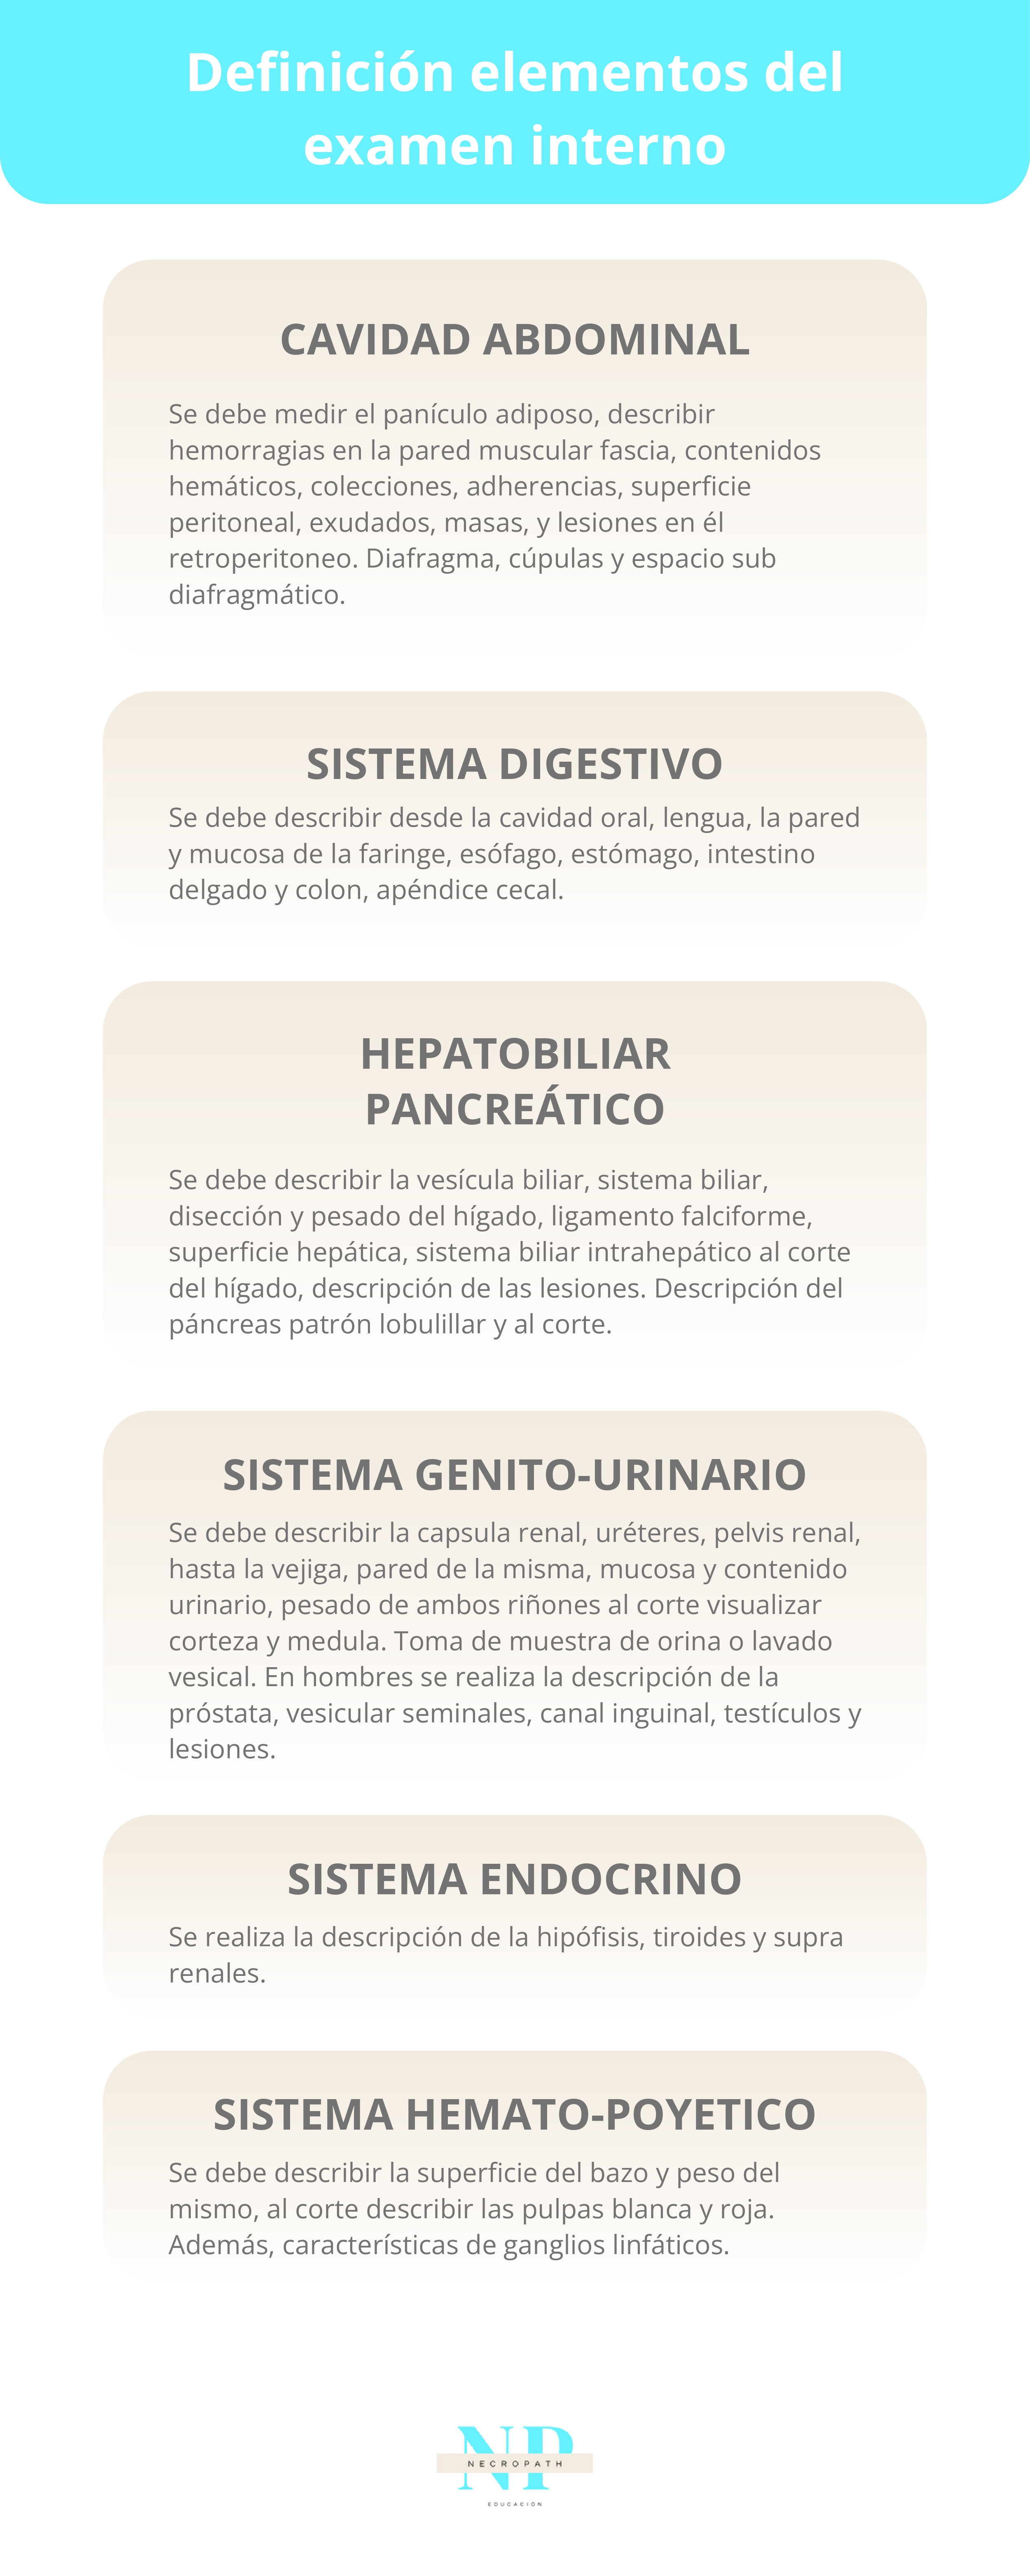 Definición elementos del
examen interno
CAVIDAD ABDOMINAL
Se debe medir el panículo adiposo, describir
hemorragias en la pared muscular fascia, contenidos
hemáticos, colecciones, adherencias, superficie
peritoneal, exudados, masas, y lesiones en él
retroperitoneo. Diafragma, cúpulas y espacio sub
diafragmático.
SISTEMA DIGESTIVO
Se debe describir desde la cavidad oral, lengua, la pared
y mucosa de la faringe, esófago, estómago, intestino
delgado y colon, apéndice cecal.
HEPATOBILIAR
PANCREÁTICO
Se debe describir la vesícula biliar, sistema biliar,
disección y pesado del hígado, ligamento falciforme,
superficie hepática, sistema biliar intrahepático al corte
del hígado, descripción de las lesiones. Descripción del
páncreas patrón lobulillar y al corte.
SISTEMA GENITO-URINARIO
Se debe describir la capsula renal, uréteres, pelvis renal,
hasta la vejiga, pared de la misma, mucosa y contenido
urinario, pesado de ambos riñones al corte visualizar
corteza y medula. Toma de muestra de orina o lavado
vesical. En hombres se realiza la descripción de la
próstata, vesicular seminales, canal inguinal, testículos y
lesiones.
SISTEMA ENDOCRINO
Se realiza la descripción de la hipófisis, tiroides y supra
renales.
SISTEMA HEMATO-POYETICO
Se debe describir la superficie del bazo y peso del
mismo, al corte describir las pulpas blanca y roja.
Además, características de ganglios linfáticos.
NP
NECROPATH
EDUCACIÓN